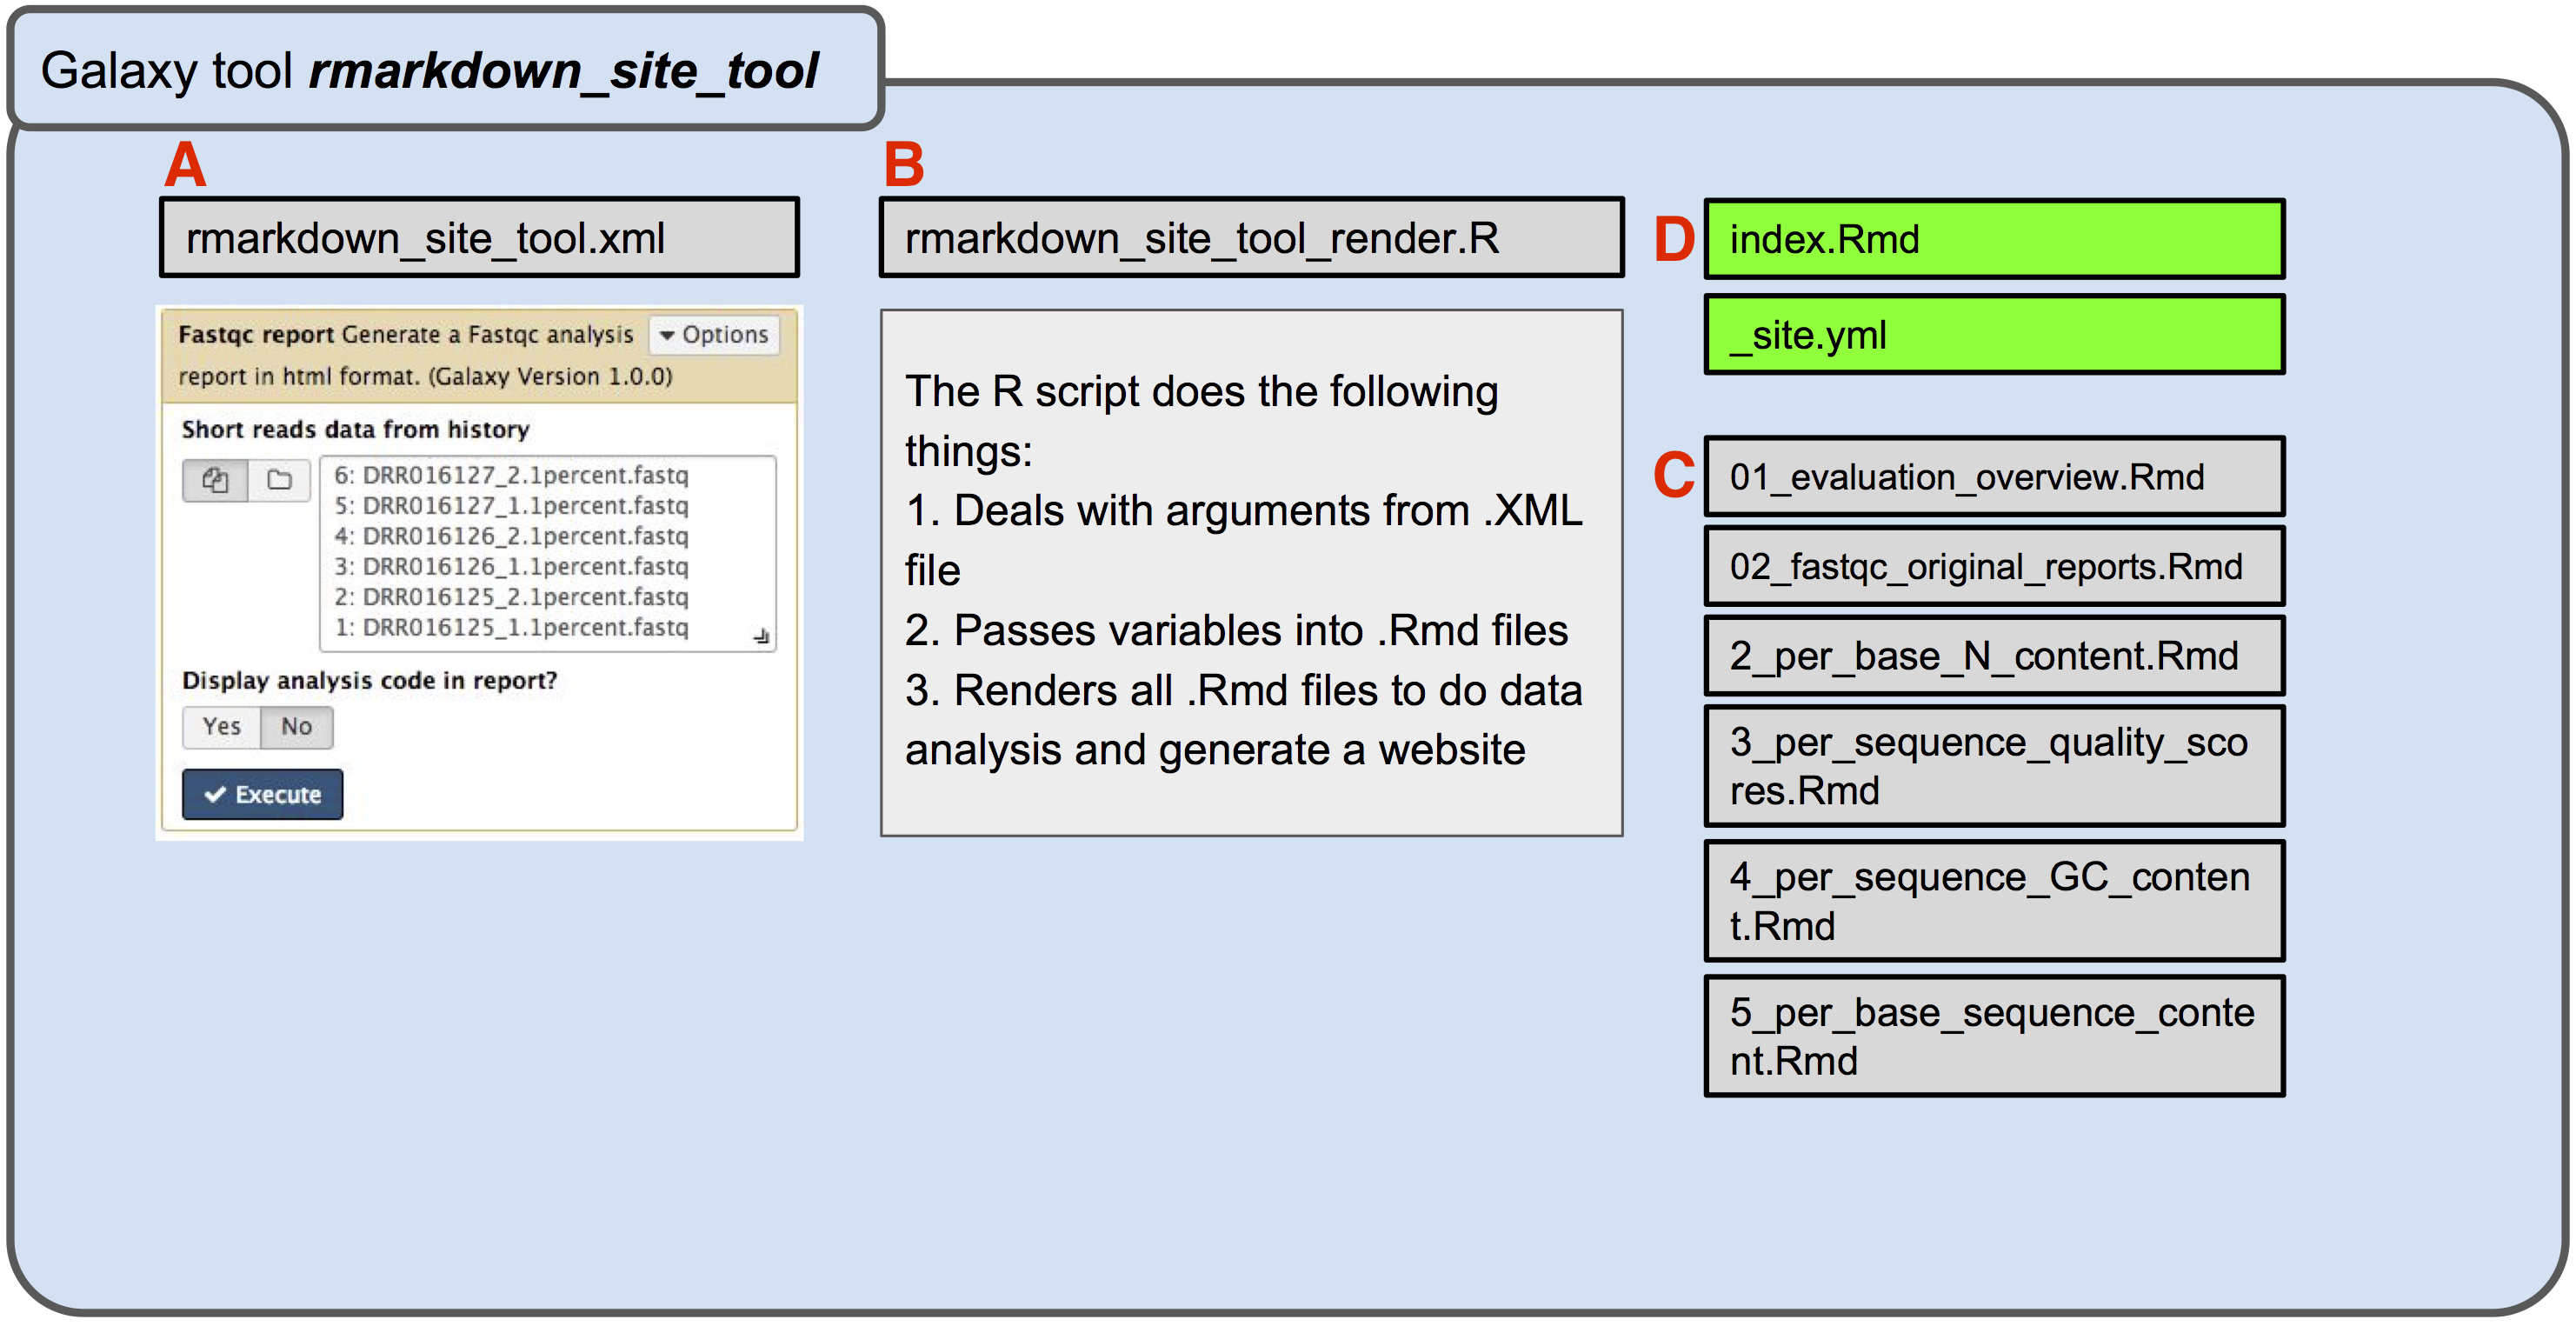 Galaxy tool rmarkdown_site_tool
A
rmarkdown_site_tool.xml
Fastqc report Generate a Fastqc analysis
Options
report in html format. (Galaxy Version 1.0.0)
Short reads data from history
6: DRR016127_2.1percent.fastq
5: DRR016127_1.1percent.fastq
4: DRR016126_2.1percent.fastq
3: DRR016126_1.1percent.fastq
2: DRR016125_2.1percent.fastq
1: DRR016125_1.1percent.fastq
Display analysis code in report?
Yes No
Execute
B
rmarkdown_site_tool_render.R
The R script does the following
things:
1. Deals with arguments from .XML
file
2. Passes variables into .Rmd files
3. Renders all .Rmd files to do data
analysis and generate a website
D
index.Rmd
_site.yml
C
01_evaluation_overview.Rmd
02_fastqc_original_reports.Rmd
2_per_base_N_content.Rmd
3_per_sequence_quality_sco
res.Rmd
4_per_sequence_GC_conten
t.Rmd
5_per_base_sequence_conte
nt.Rmd